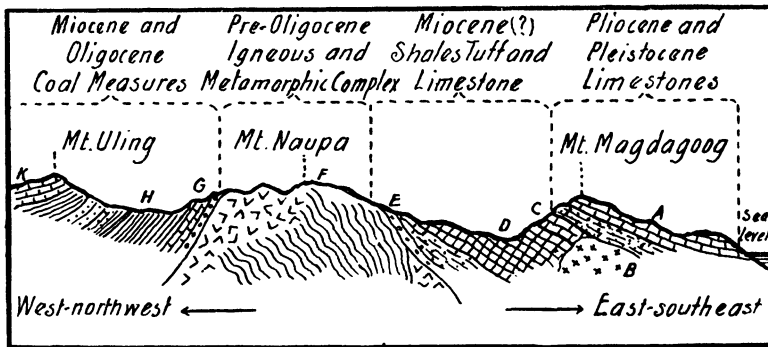 Miocene and
Oligocene
Coal Measures
Pre-Oligocene
Igneous and
Metamorphic Complex
Miocene(?)
Shales Tuff and
Limestone
Pliocene and
Pleistocene
Limestones
Mt. Uling
Mt. Naupa
Mt. Magdagoog
K
H
G
F
E
D
C
A
B
Sea
level
West-northwest
East-southeast